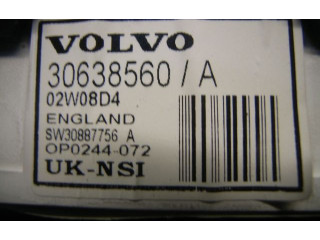 VOLVO
30638560 / A
02W08D4
ENGLAND
SW30887756 A
OP0244-072
UK-NSI